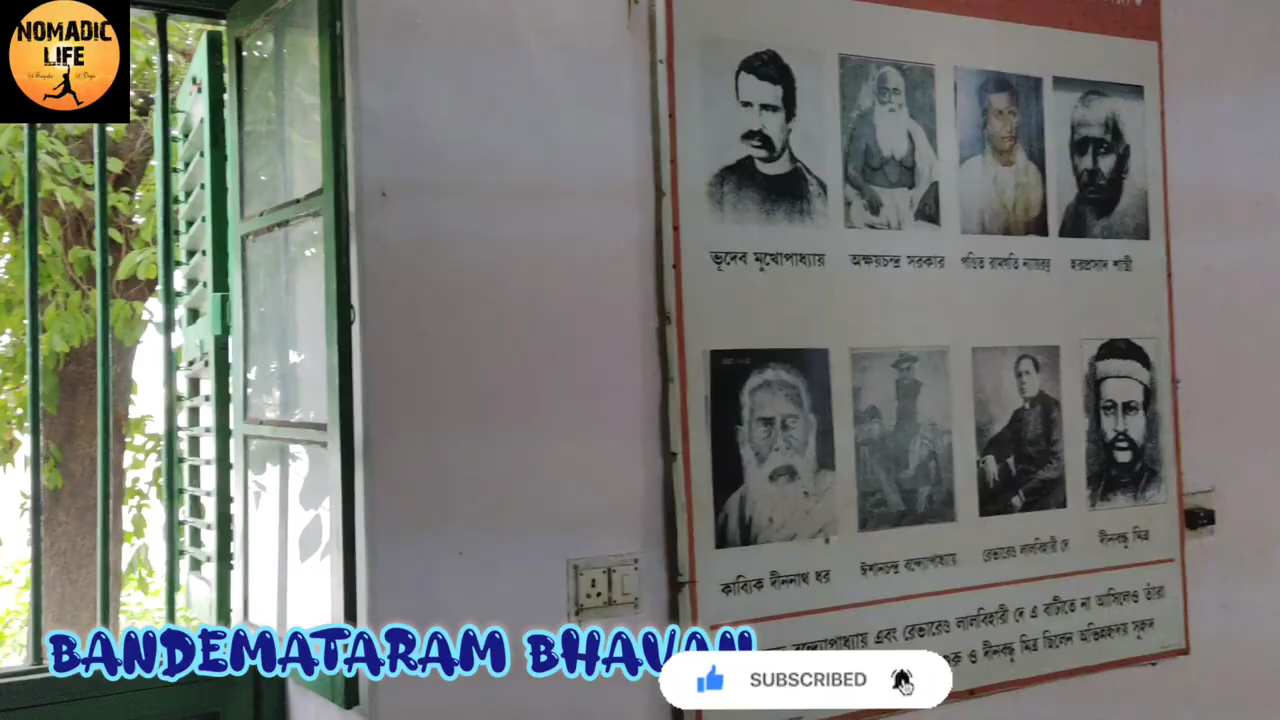 NOMADIC
LIFE
ভূদেব মুখোপাধ্যায়
অক্ষয়চন্দ্র সরকার
পণ্ডিত রামগতি ন্যায়রত্ন
হরপ্রসাদ শাস্ত্রী
কাব্যিক দীননাথ ধর
ঈশানচন্দ্র বন্দ্যোপাধ্যায়
রেভারেণ্ড লালবিহারী দে
দীনবন্ধু মিত্র
বন্দ্যোপাধ্যায় এবং রেভারেণ্ড লালবিহারী দে এ বাটীতে না আসিলেও তাঁরা
ও দীনবন্ধু মিত্র ছিলেন অভিন্নহৃদয় সুহৃদ
BANDEMATARAM BHAVAN
SUBSCRIBED